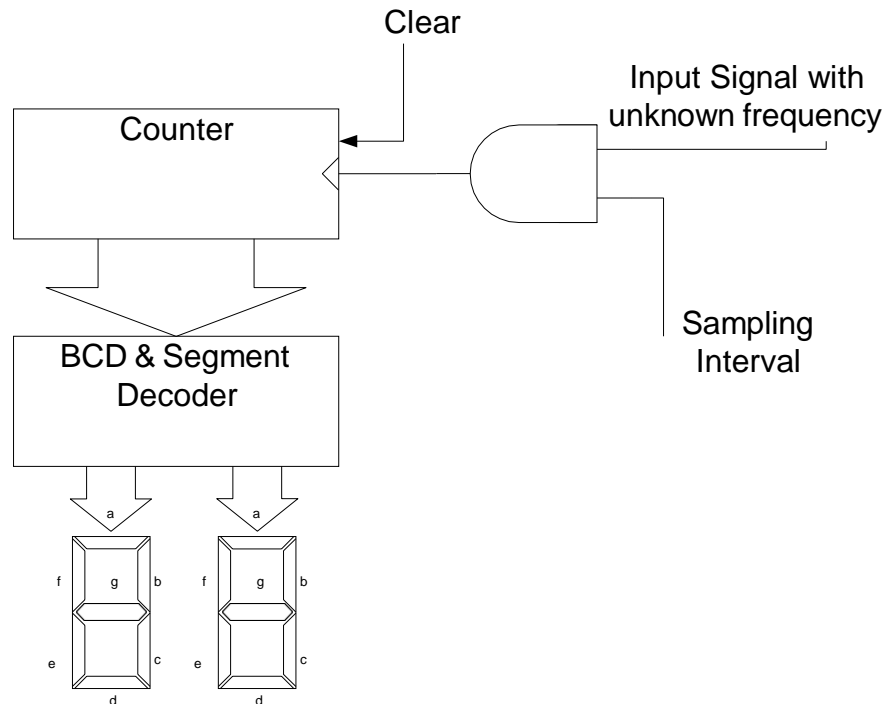 Clear
Input Signal with
unknown frequency
Counter
Sampling
Interval
BCD & Segment
Decoder
a a
f g b f g b
e c e c
d d